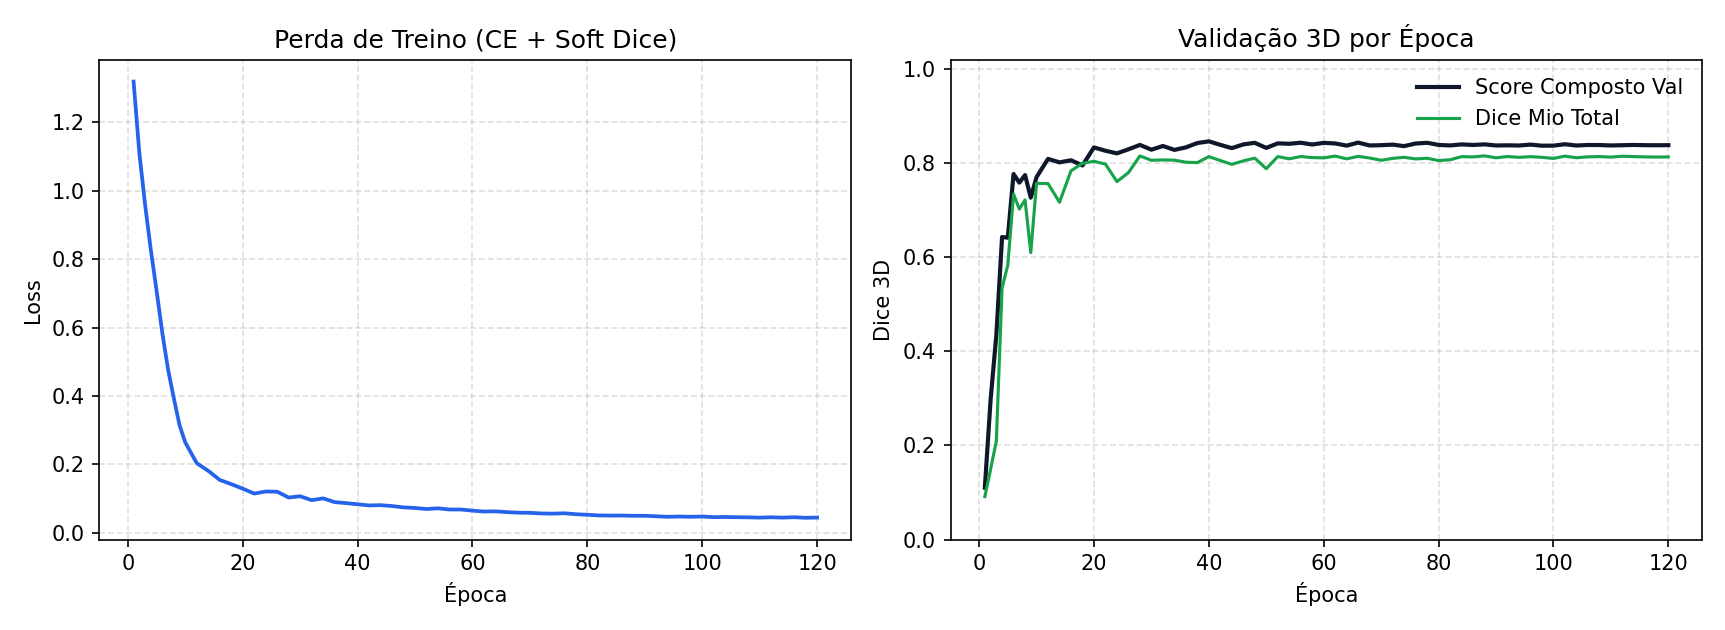 Perda de Treino (CE + Soft Dice)
1.2
1.0
0.8
0.6
0.4
0.2
0.0
Loss
0 20 40 60 80 100 120
Época
Validação 3D por Época
Score Composto Val
Dice Mio Total
1.0
0.8
0.6
0.4
0.2
0.0
Dice 3D
0 20 40 60 80 100 120
Época